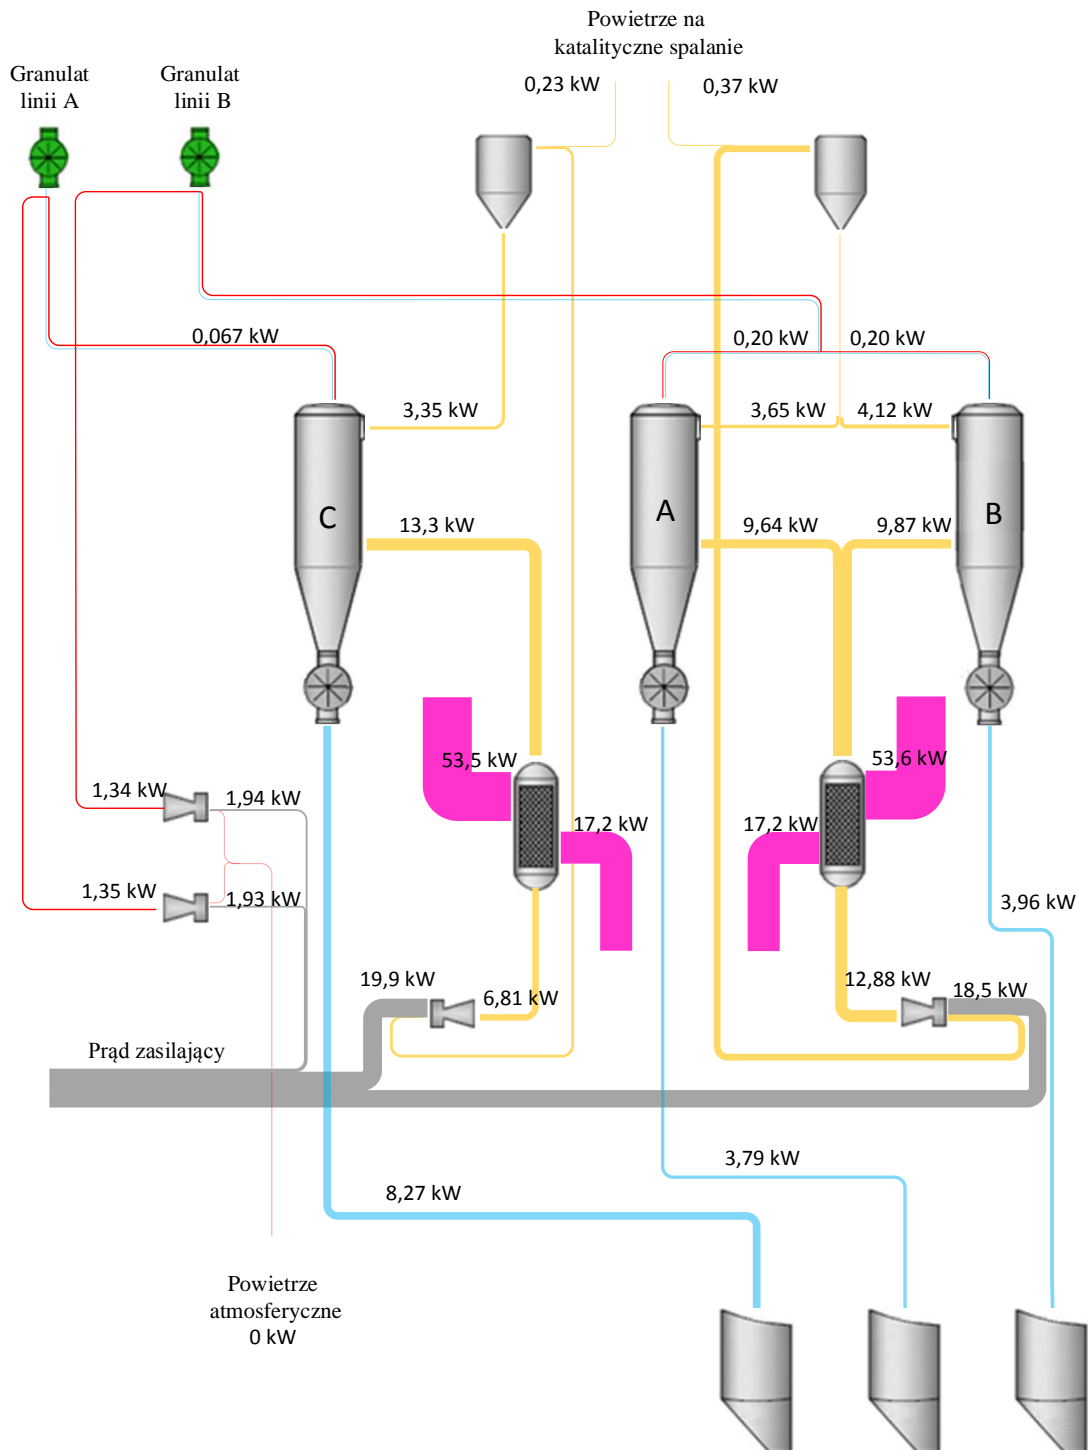 Powietrze na
katalityczne spalanie
Granulat
linii A
Granulat
linii B
0,23 kW
0,37 kW
0,067 kW
0,20 kW
0,20 kW
3,35 kW
3,65 kW
4,12 kW
C
A
B
13,3 kW
9,64 kW
9,87 kW
53,5 kW
53,6 kW
1,34 kW
1,94 kW
17,2 kW
17,2 kW
1,35 kW
1,93 kW
3,96 kW
19,9 kW
6,81 kW
12,88 kW
18,5 kW
Prąd zasilający
3,79 kW
8,27 kW
Powietrze
atmosferyczne
0 kW